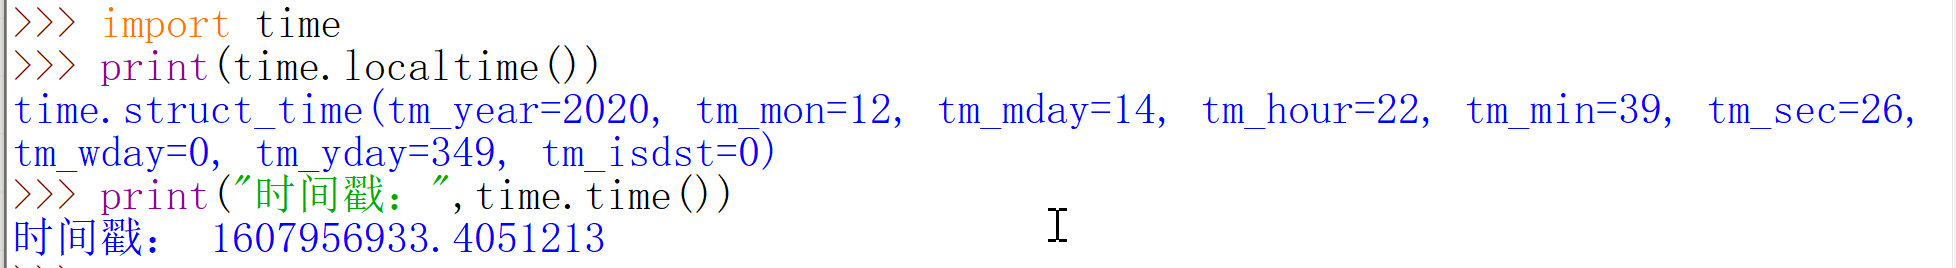 >>> import time
>>> print(time.localtime())
time.struct_time(tm_year=2020, tm_mon=12, tm_mday=14, tm_hour=22, tm_min=39, tm_sec=26,
tm_wday=0, tm_yday=349, tm_isdst=0)
>>> print("时间戳：",time.time())
时间戳： 1607956933.4051213